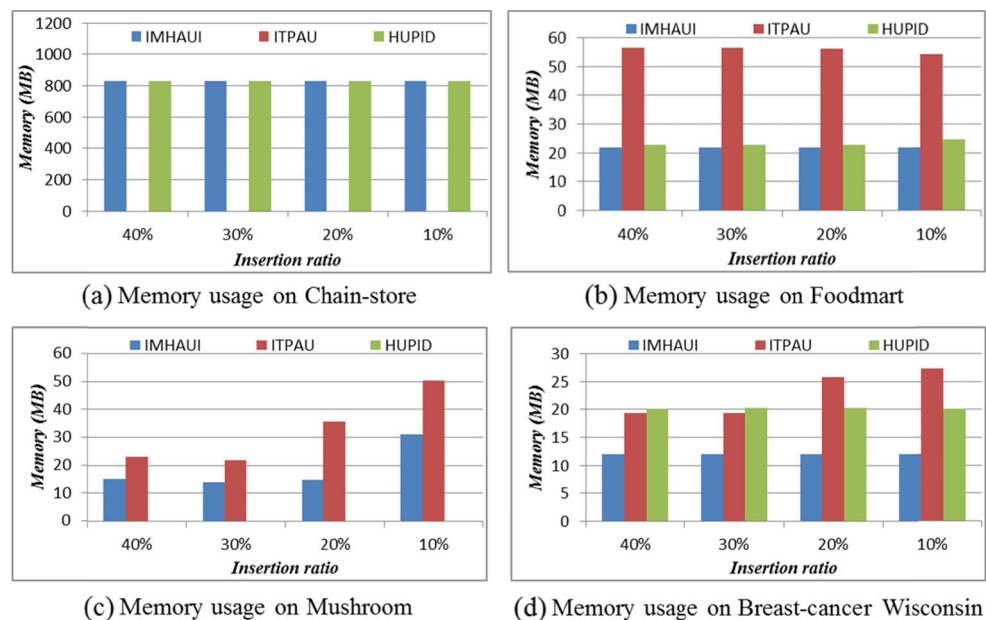 1200
1000
800
600
400
200
0
Memory (MB)
IMHAUI ITPAU HUPID
40% 30% 20% 10%
Insertion ratio
(a) Memory usage on Chain-store
60
50
40
30
20
10
0
Memory (MB)
IMHAUI ITPAU HUPID
40% 30% 20% 10%
Insertion ratio
(b) Memory usage on Foodmart
60
50
40
30
20
10
0
Memory (MB)
IMHAUI ITPAU HUPID
40% 30% 20% 10%
Insertion ratio
(c) Memory usage on Mushroom
30
25
20
15
10
5
0
Memory (MB)
IMHAUI ITPAU HUPID
40% 30% 20% 10%
Insertion ratio
(d) Memory usage on Breast-cancer Wisconsin